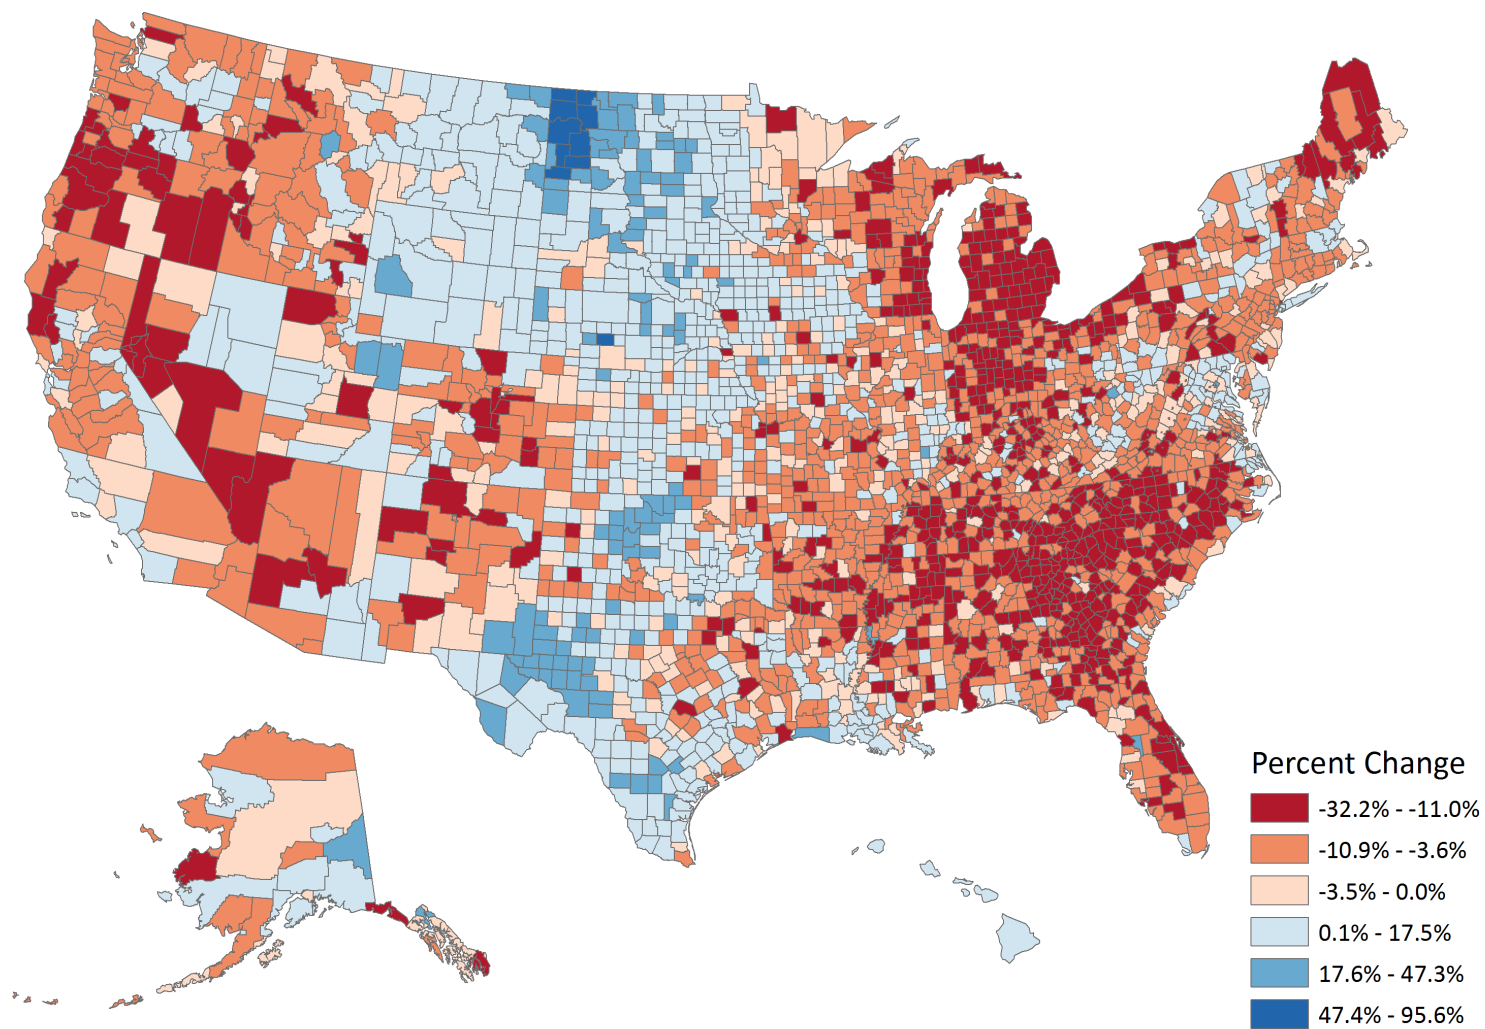 Percent Change
-32.2% - -11.0%
-10.9% - -3.6%
-3.5% - 0.0%
0.1% - 17.5%
17.6% - 47.3%
47.4% - 95.6%